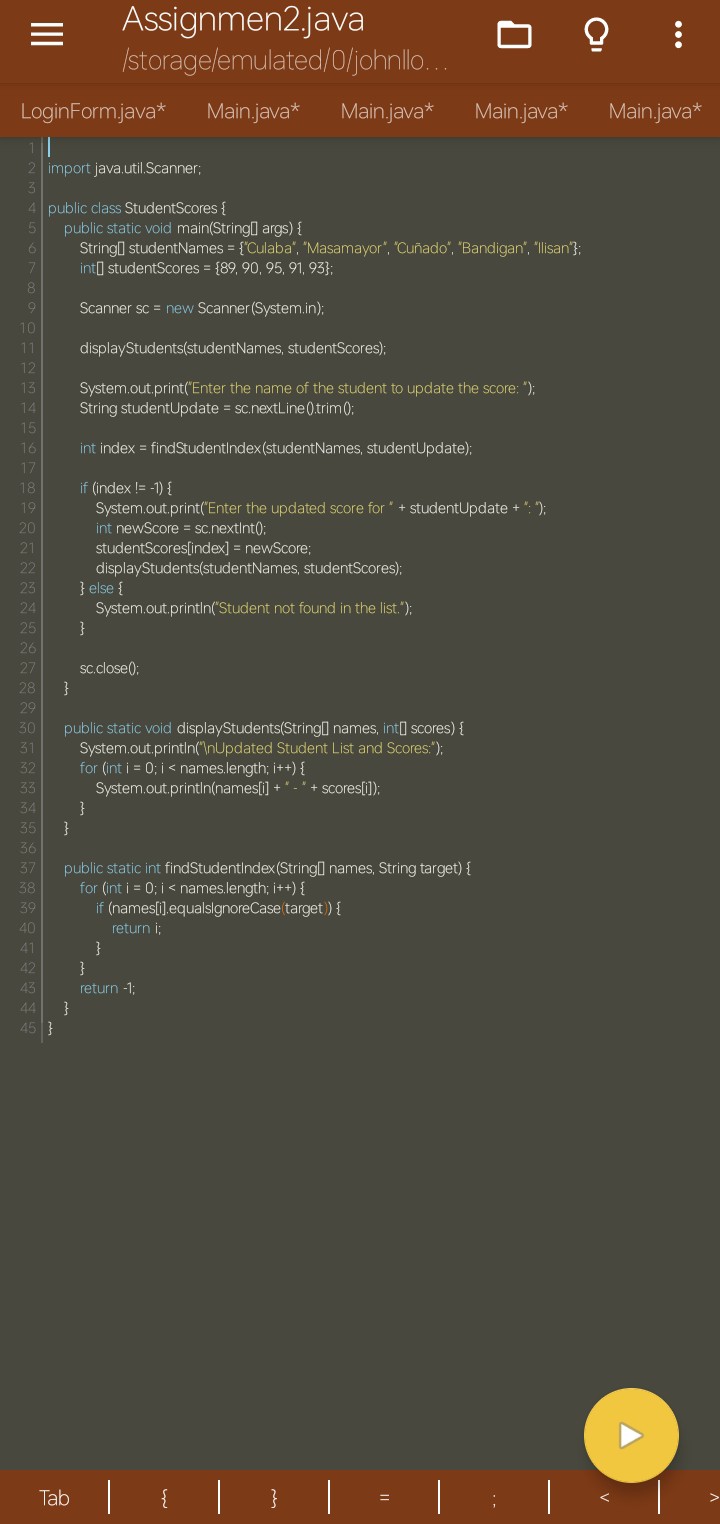 Assignmen2.java
/storage/emulated/0/johnllo...
LoginForm.java* Main.java* Main.java* Main.java* Main.java*
1
2 import java.util.Scanner;
3
4 public class StudentScores {
5 public static void main(String[] args) {
6 String[] studentNames = {"Culaba", "Masamayor", "Cuñado", "Bandigan", "Ilisan"};
7 int[] studentScores = {89, 90, 95, 91, 93};
8
9 Scanner sc = new Scanner(System.in);
10
11 displayStudents(studentNames, studentScores);
12
13 System.out.print("Enter the name of the student to update the score: ");
14 String studentUpdate = sc.nextLine().trim();
15
16 int index = findStudentIndex(studentNames, studentUpdate);
17
18 if (index != -1) {
19 System.out.print("Enter the updated score for " + studentUpdate + ": ");
20 int newScore = sc.nextInt();
21 studentScores[index] = newScore;
22 displayStudents(studentNames, studentScores);
23 } else {
24 System.out.println("Student not found in the list.");
25 }
26
27 sc.close();
28 }
29
30 public static void displayStudents(String[] names, int[] scores) {
31 System.out.println("\nUpdated Student List and Scores:");
32 for (int i = 0; i < names.length; i++) {
33 System.out.println(names[i] + " - " + scores[i]);
34 }
35 }
36
37 public static int findStudentIndex(String[] names, String target) {
38 for (int i = 0; i < names.length; i++) {
39 if (names[i].equalsIgnoreCase(target)) {
40 return i;
41 }
42 }
43 return -1;
44 }
45 }
Tab { } = ; < >